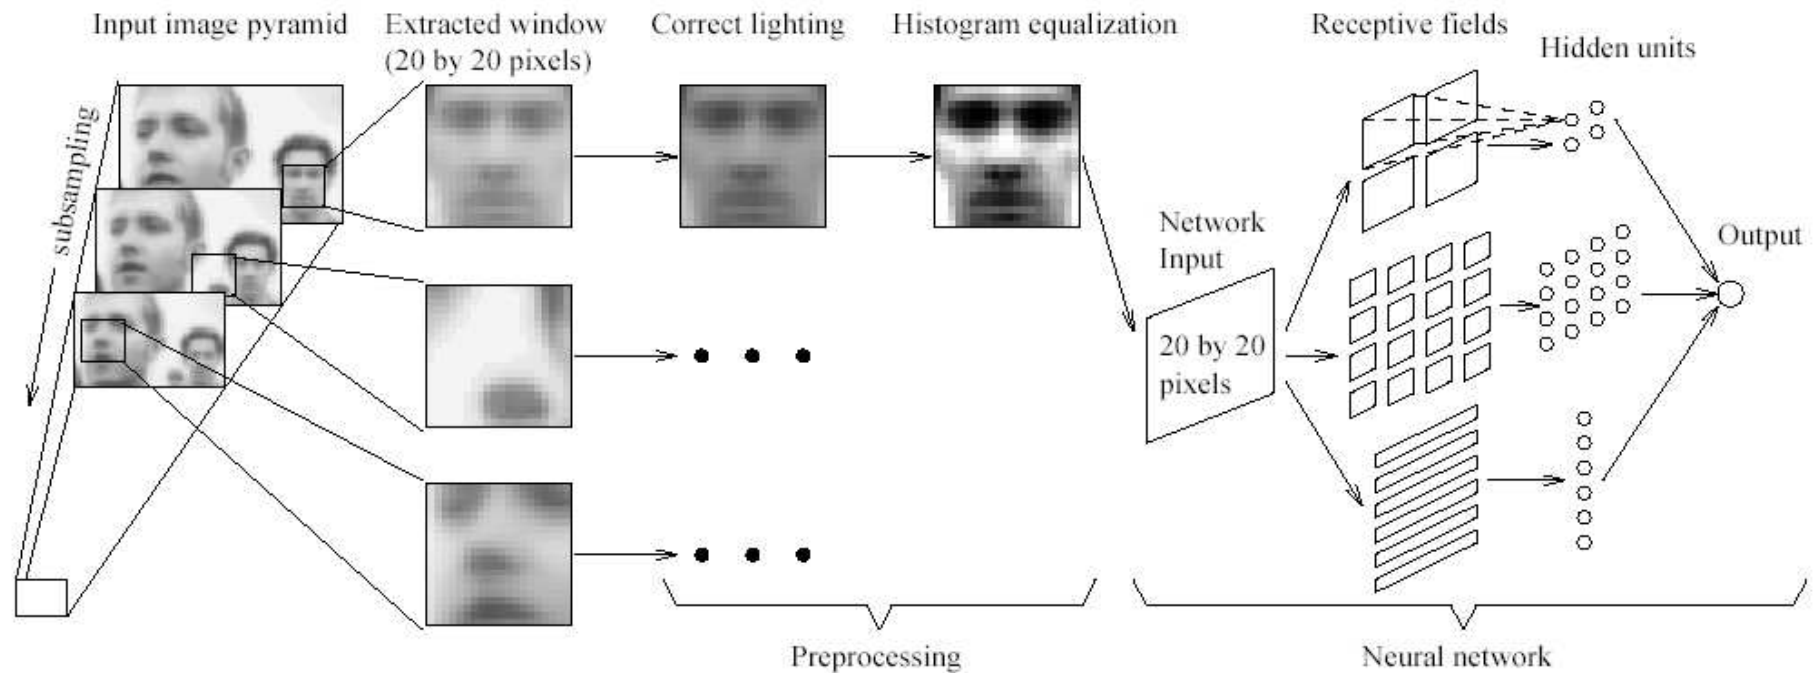 Input image pyramid
Extracted window
(20 by 20 pixels)
Correct lighting
Histogram equalization
Receptive fields
Hidden units
subsampling
Network
Input
20 by 20
pixels
Output
Preprocessing
Neural network